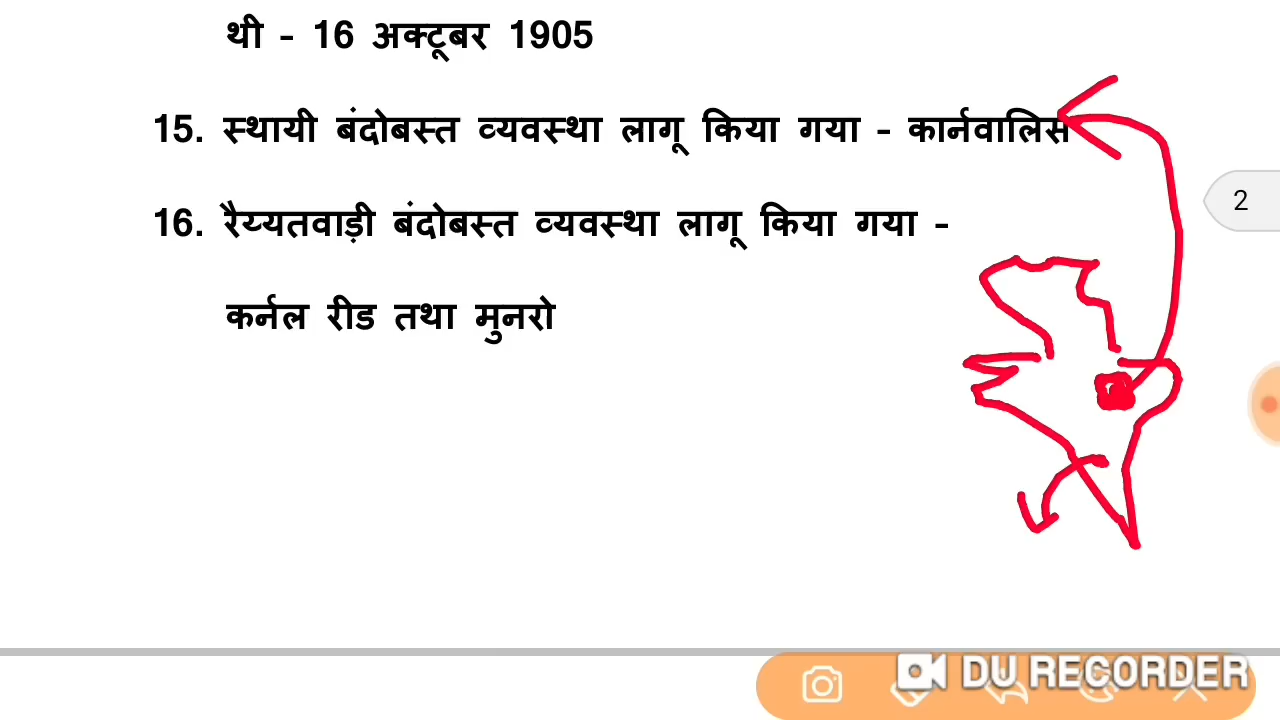 थी - 16 अक्टूबर 1905
15. स्थायी बंदोबस्त व्यवस्था लागू किया गया - कार्नवालिस
16. रैय्यतवाड़ी बंदोबस्त व्यवस्था लागू किया गया -
कर्नल रीड तथा मुनरो
2
DU RECORDER